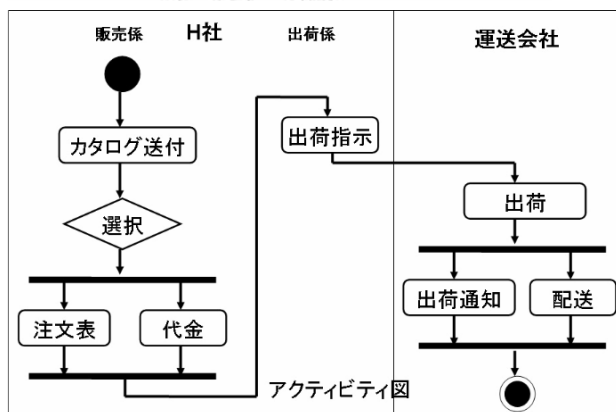 販売係 H社 出荷係 運送会社
カタログ送付
出荷指示
選択
出荷
注文表 代金
出荷通知 配送
アクティビティ図